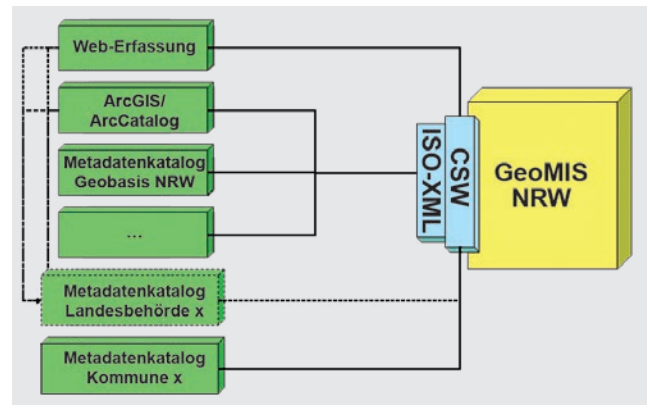 Web-Erfassung
ArcGIS/
ArcCatalog
Metadatenkatalog
Geobasis NRW
...
Metadatenkatalog
Landesbehörde x
Metadatenkatalog
Kommune x
ISO-XML
CSW
GeoMIS
NRW